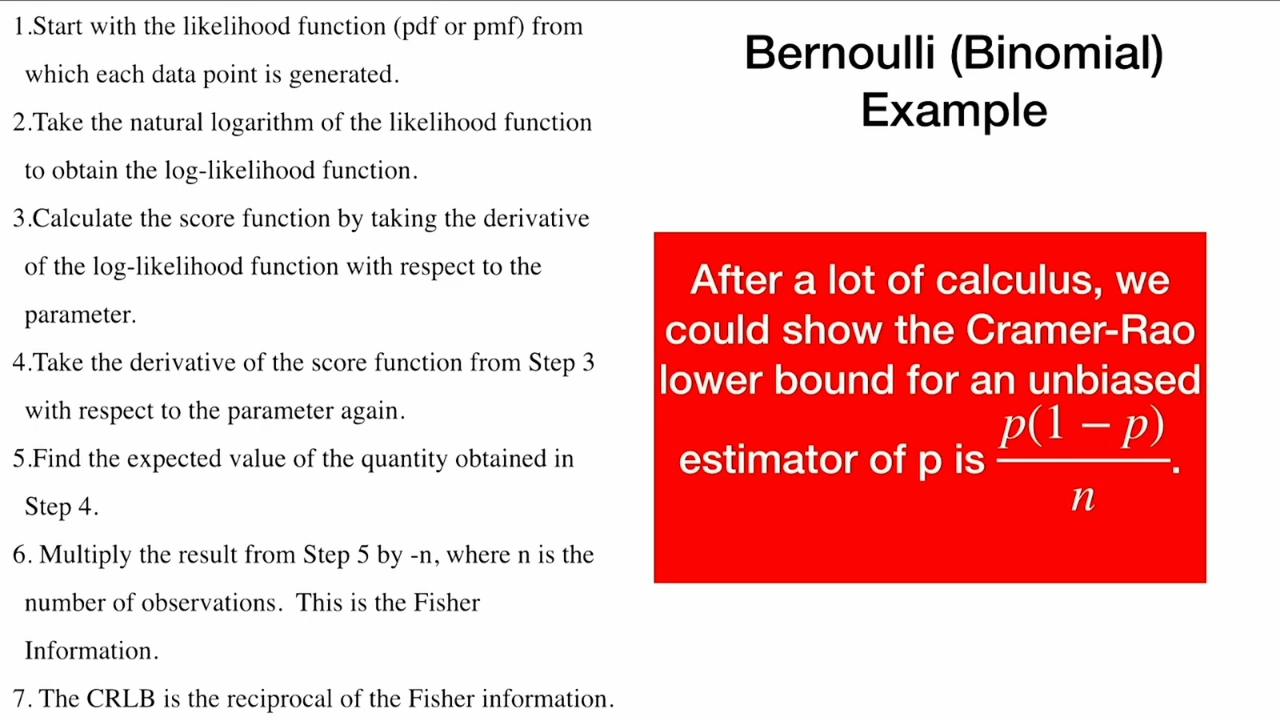 1.Start with the likelihood function (pdf or pmf) from
which each data point is generated.
2.Take the natural logarithm of the likelihood function
to obtain the log-likelihood function.
3.Calculate the score function by taking the derivative
of the log-likelihood function with respect to the
parameter.
4.Take the derivative of the score function from Step 3
with respect to the parameter again.
5.Find the expected value of the quantity obtained in
Step 4.
6. Multiply the result from Step 5 by -n, where n is the
number of observations.  This is the Fisher
Information.
7. The CRLB is the reciprocal of the Fisher information.
Bernoulli (Binomial)
Example
After a lot of calculus, we
could show the Cramer-Rao
lower bound for an unbiased
estimator of p is p(1 − p)/n.